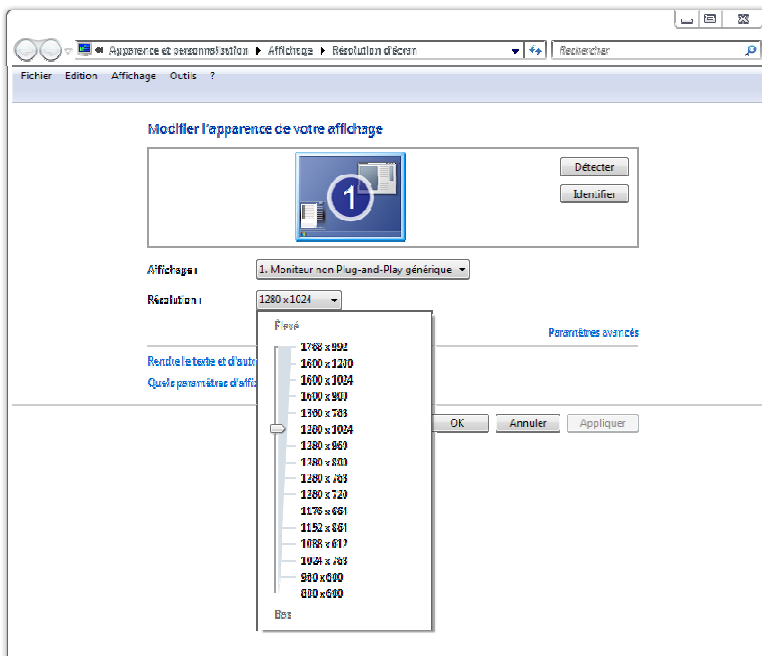 Apparence et personnalisation ▸ Affichage ▸ Résolution d'écran
Rechercher
Fichier Edition Affichage Outils ?
Modifier l'apparence de votre affichage
1
Détecter
Identifier
Affichage :
1. Moniteur non Plug-and-Play générique
Résolution :
1280 x 1024
Élevé
Paramètres avancés
1768 x 992
Rendre le texte et d'autr
1600 x 1200
1600 x 1024
Quels paramètres d'affic
1600 x 900
1360 x 768
1280 x 1024
OK
Annuler
Appliquer
1280 x 960
1280 x 800
1280 x 768
1280 x 720
1176 x 664
1152 x 864
1088 x 612
1024 x 768
960 x 600
800 x 600
Bas